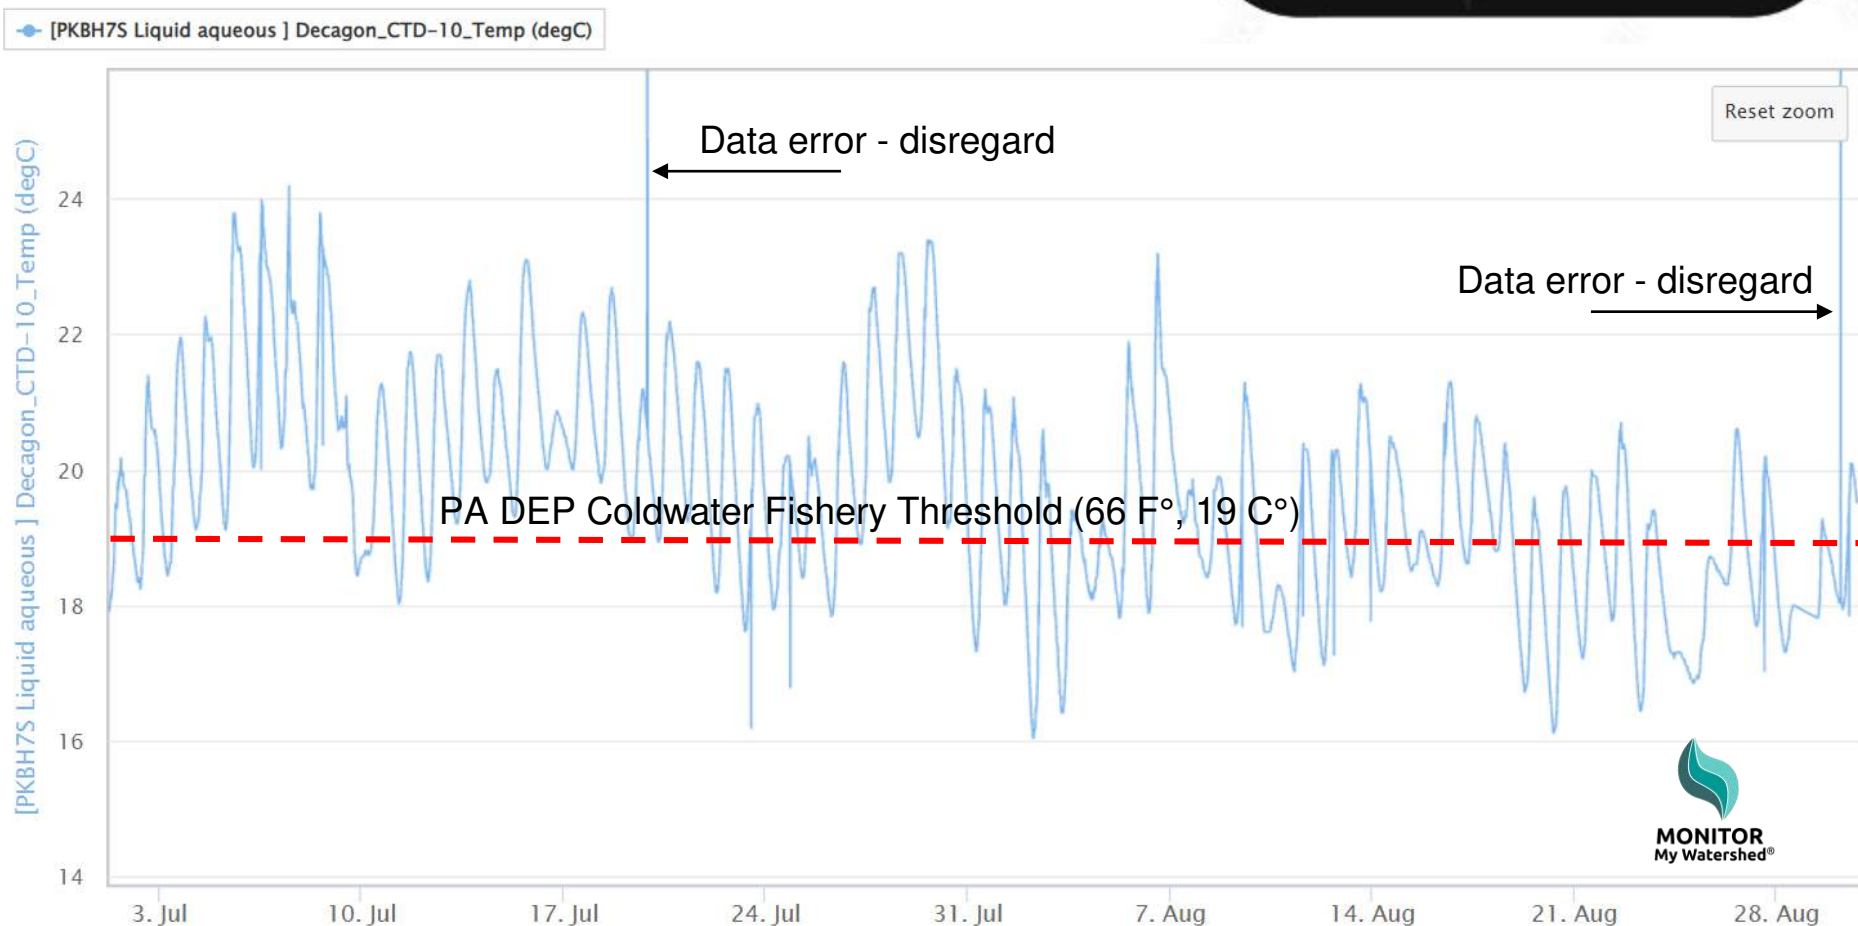 [PKBH7S Liquid aqueous ] Decagon_CTD-10_Temp (degC)
Reset zoom
Data error - disregard
Data error - disregard
[PKBH7S Liquid aqueous ] Decagon_CTD-10_Temp (degC)
24
22
20
18
16
14
PA DEP Coldwater Fishery Threshold (66 F°, 19 C°)
MONITOR
My Watershed®
3. Jul
10. Jul
17. Jul
24. Jul
31. Jul
7. Aug
14. Aug
21. Aug
28. Aug